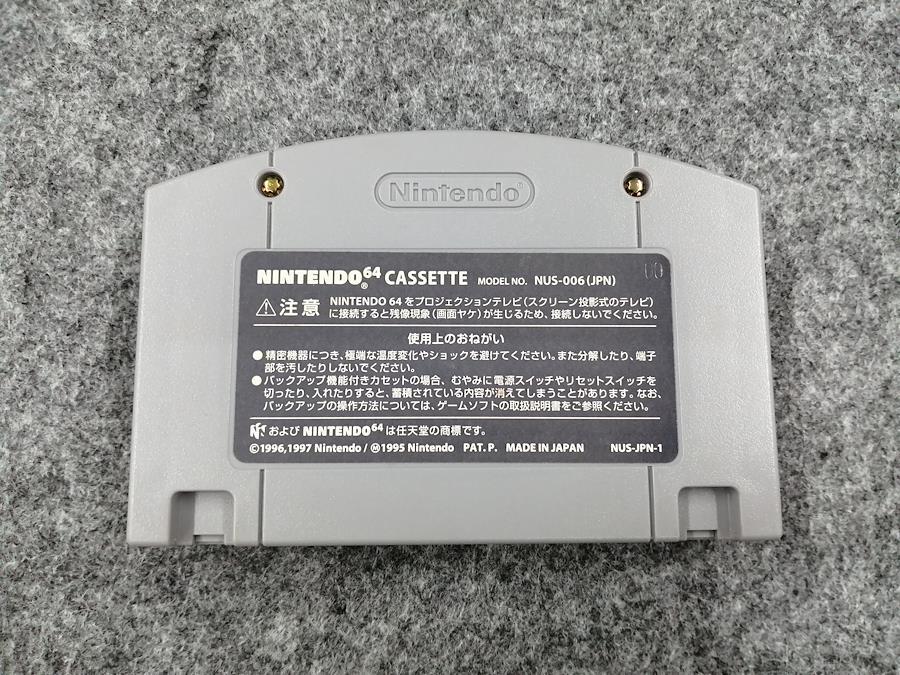 Nintendo
NINTENDO64® CASSETTE MODEL NO. NUS-006(JPN)
注意 NINTENDO 64 をプロジェクションテレビ(スクリーン投影式のテレビ)
に接続すると残像現象(画面ヤケ)が生じるため、接続しないでください。
使用上のおねがい
●精密機器につき、極端な温度変化やショックを避けてください。また分解したり、端子
部を汚したりしないでください。
●バックアップ機能付きカセットの場合、むやみに電源スイッチやリセットスイッチを
切ったり、入れたりすると、蓄積されている内容が消えてしまうことがあります。なお、
バックアップの操作方法については、ゲームソフトの取扱説明書をご参照ください。
および NINTENDO64 は任天堂の商標です。
©1996,1997 Nintendo/Ⓜ1995 Nintendo PAT. P. MADE IN JAPAN NUS-JPN-1